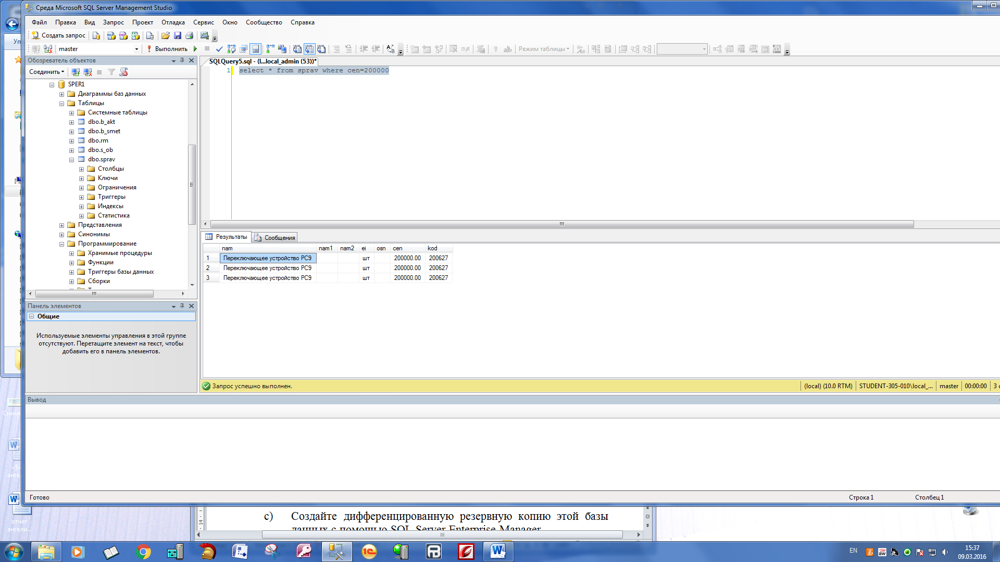 Среда Microsoft SQL Server Management Studio
Файл Правка Вид Запрос Проект Отладка Сервис Окно Сообщество Справка
Создать запрос
master Выполнить Режим таблицы
Уп
Обозреватель объектов
Соединить
SPER1
Диаграммы баз данных
Таблицы
Системные таблицы
dbo.b_akt
dbo.b_smet
dbo.rm
dbo.s_ob
dbo.sprav
Столбцы
Ключи
Ограничения
Триггеры
Индексы
Статистика
Представления
Синонимы
Программирование
Хранимые процедуры
Функции
Триггеры базы данных
Сборки
Панель элементов
Общие
Используемые элементы управления в этой группе
отсутствуют. Перетащите элемент на текст, чтобы
добавить его в панель элементов.
SQLQuery5.sql - (l...local_admin (53))*
1 select * from sprav where cen=200000
Результаты Сообщения
nam nam1 nam2 ei osn cen kod
1 Переключающее устройство РС9 шт 200000.00 200627
2 Переключающее устройство РС9 шт 200000.00 200627
3 Переключающее устройство РС9 шт 200000.00 200627
Запрос успешно выполнен. (local) (10.0 RTM) STUDENT-305-010\local_... master 00:00:00 3
Вывод
Готово Строка 1 Столбец 1
отчет
ангели...
c) Создайте дифференцированную резервную копию этой базы
данных с помощью SQL Server Enterprise Manager
EN
15:37
09.03.2016